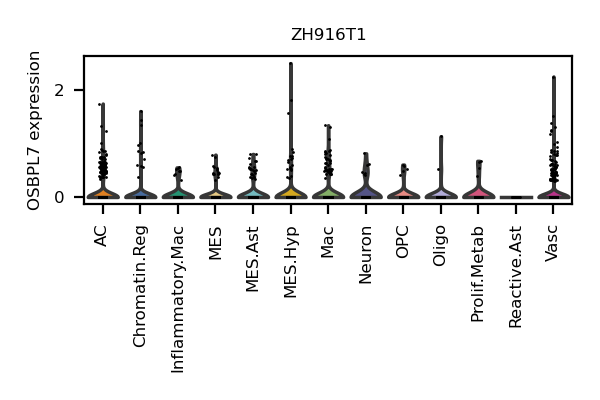 ZH916T1
OSBPL7 expression
2
0
AC
Chromatin.Reg
Inflammatory.Mac
MES
MES.Ast
MES.Hyp
Mac
Neuron
OPC
Oligo
Prolif.Metab
Reactive.Ast
Vasc